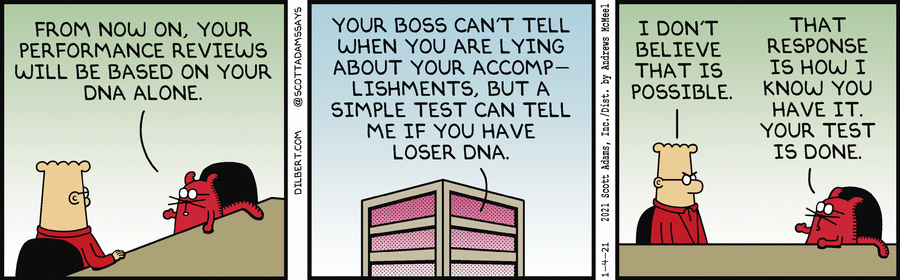 FROM NOW ON, YOUR
PERFORMANCE REVIEWS
WILL BE BASED ON YOUR
DNA ALONE.
DILBERT.COM @SCOTTADAMSSAYS
YOUR BOSS CAN'T TELL
WHEN YOU ARE LYING
ABOUT YOUR ACCOMP—
LISHMENTS, BUT A
SIMPLE TEST CAN TELL
ME IF YOU HAVE
LOSER DNA.
1-4-21 2021 Scott Adams, Inc./Dist. by Andrews McMeel
I DON'T
BELIEVE
THAT IS
POSSIBLE.
THAT
RESPONSE
IS HOW I
KNOW YOU
HAVE IT.
YOUR TEST
IS DONE.